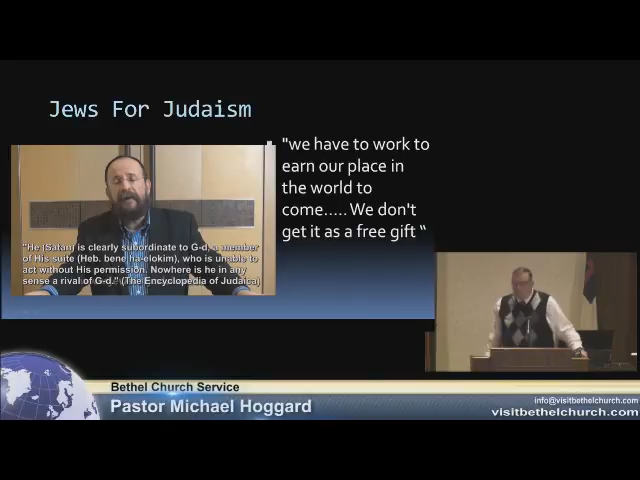 Jews For Judaism
"we have to work to
earn our place in
the world to
come..... We don't
get it as a free gift “
"He (Satan) is clearly subordinate to G-d, a member
of His suite (Heb. bene ha-elokim), who is unable to
act without His permission. Nowhere is he in any
sense a rival of G-d." (The Encyclopedia of Judaica)
Bethel Church Service
Pastor Michael Hoggard
info@visitbethelchurch.com
visitbethelchurch.com